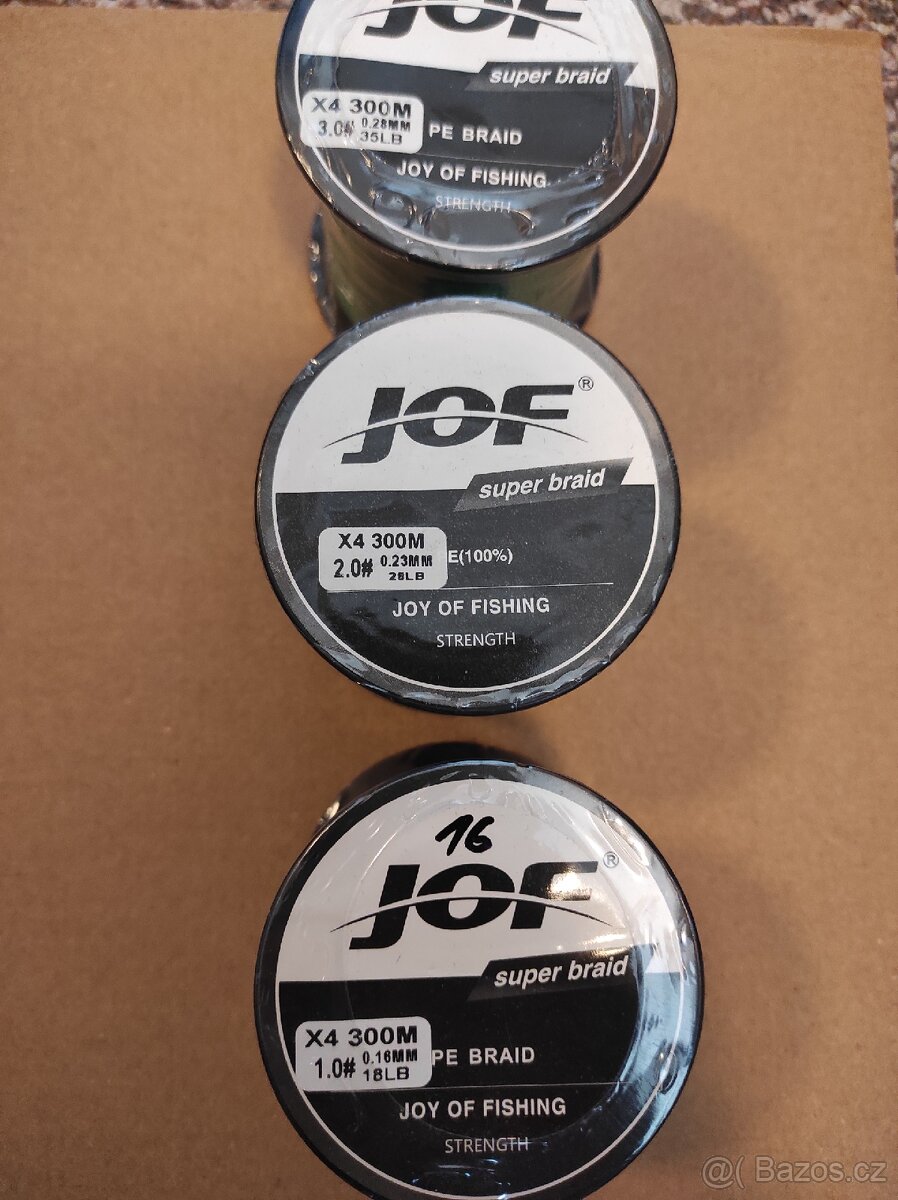 JOF
super braid
X4 300M
3.0# 0.28MM
35LB
PE BRAID
JOY OF FISHING
STRENGTH
JOF®
super braid
X4 300M
2.0# 0.23MM
28LB
PE(100%)
JOY OF FISHING
STRENGTH
16
JOF®
super braid
X4 300M
1.0# 0.16MM
18LB
PE BRAID
JOY OF FISHING
STRENGTH
@( Bazos.cz